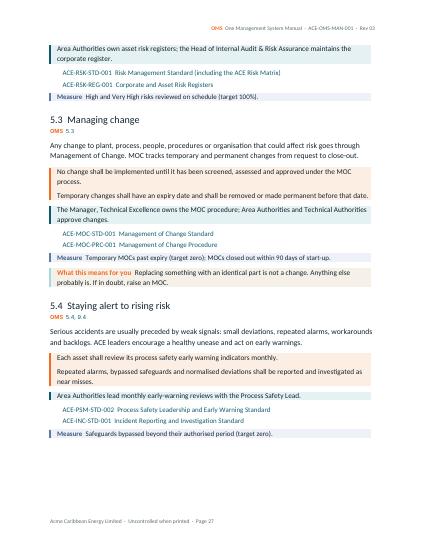 OMS One Management System Manual · ACE-OMS-MAN-001 · Rev 03
Area Authorities own asset risk registers; the Head of Internal Audit & Risk Assurance maintains the
corporate register.
ACE-RSK-STD-001 Risk Management Standard (including the ACE Risk Matrix)
ACE-RSK-REG-001 Corporate and Asset Risk Registers
Measure High and Very High risks reviewed on schedule (target 100%).
5.3 Managing change
OMS 5.3
Any change to plant, process, people, procedures or organisation that could affect risk goes through
Management of Change. MOC tracks temporary and permanent changes from request to close-out.
No change shall be implemented until it has been screened, assessed and approved under the MOC
process.
Temporary changes shall have an expiry date and shall be removed or made permanent before that date.
The Manager, Technical Excellence owns the MOC procedure; Area Authorities and Technical Authorities
approve changes.
ACE-MOC-STD-001 Management of Change Standard
ACE-MOC-PRC-001 Management of Change Procedure
Measure Temporary MOCs past expiry (target zero); MOCs closed out within 90 days of start-up.
What this means for you Replacing something with an identical part is not a change. Anything else
probably is. If in doubt, raise an MOC.
5.4 Staying alert to rising risk
OMS 5.4, 9.4
Serious accidents are usually preceded by weak signals: small deviations, repeated alarms, workarounds
and backlogs. ACE leaders encourage a healthy unease and act on early warnings.
Each asset shall review its process safety early warning indicators monthly.
Repeated alarms, bypassed safeguards and normalised deviations shall be reported and investigated as
near misses.
Area Authorities lead monthly early-warning reviews with the Process Safety Lead.
ACE-PSM-STD-002 Process Safety Leadership and Early Warning Standard
ACE-INC-STD-001 Incident Reporting and Investigation Standard
Measure Safeguards bypassed beyond their authorised period (target zero).
Acme Caribbean Energy Limited · Uncontrolled when printed · Page 27